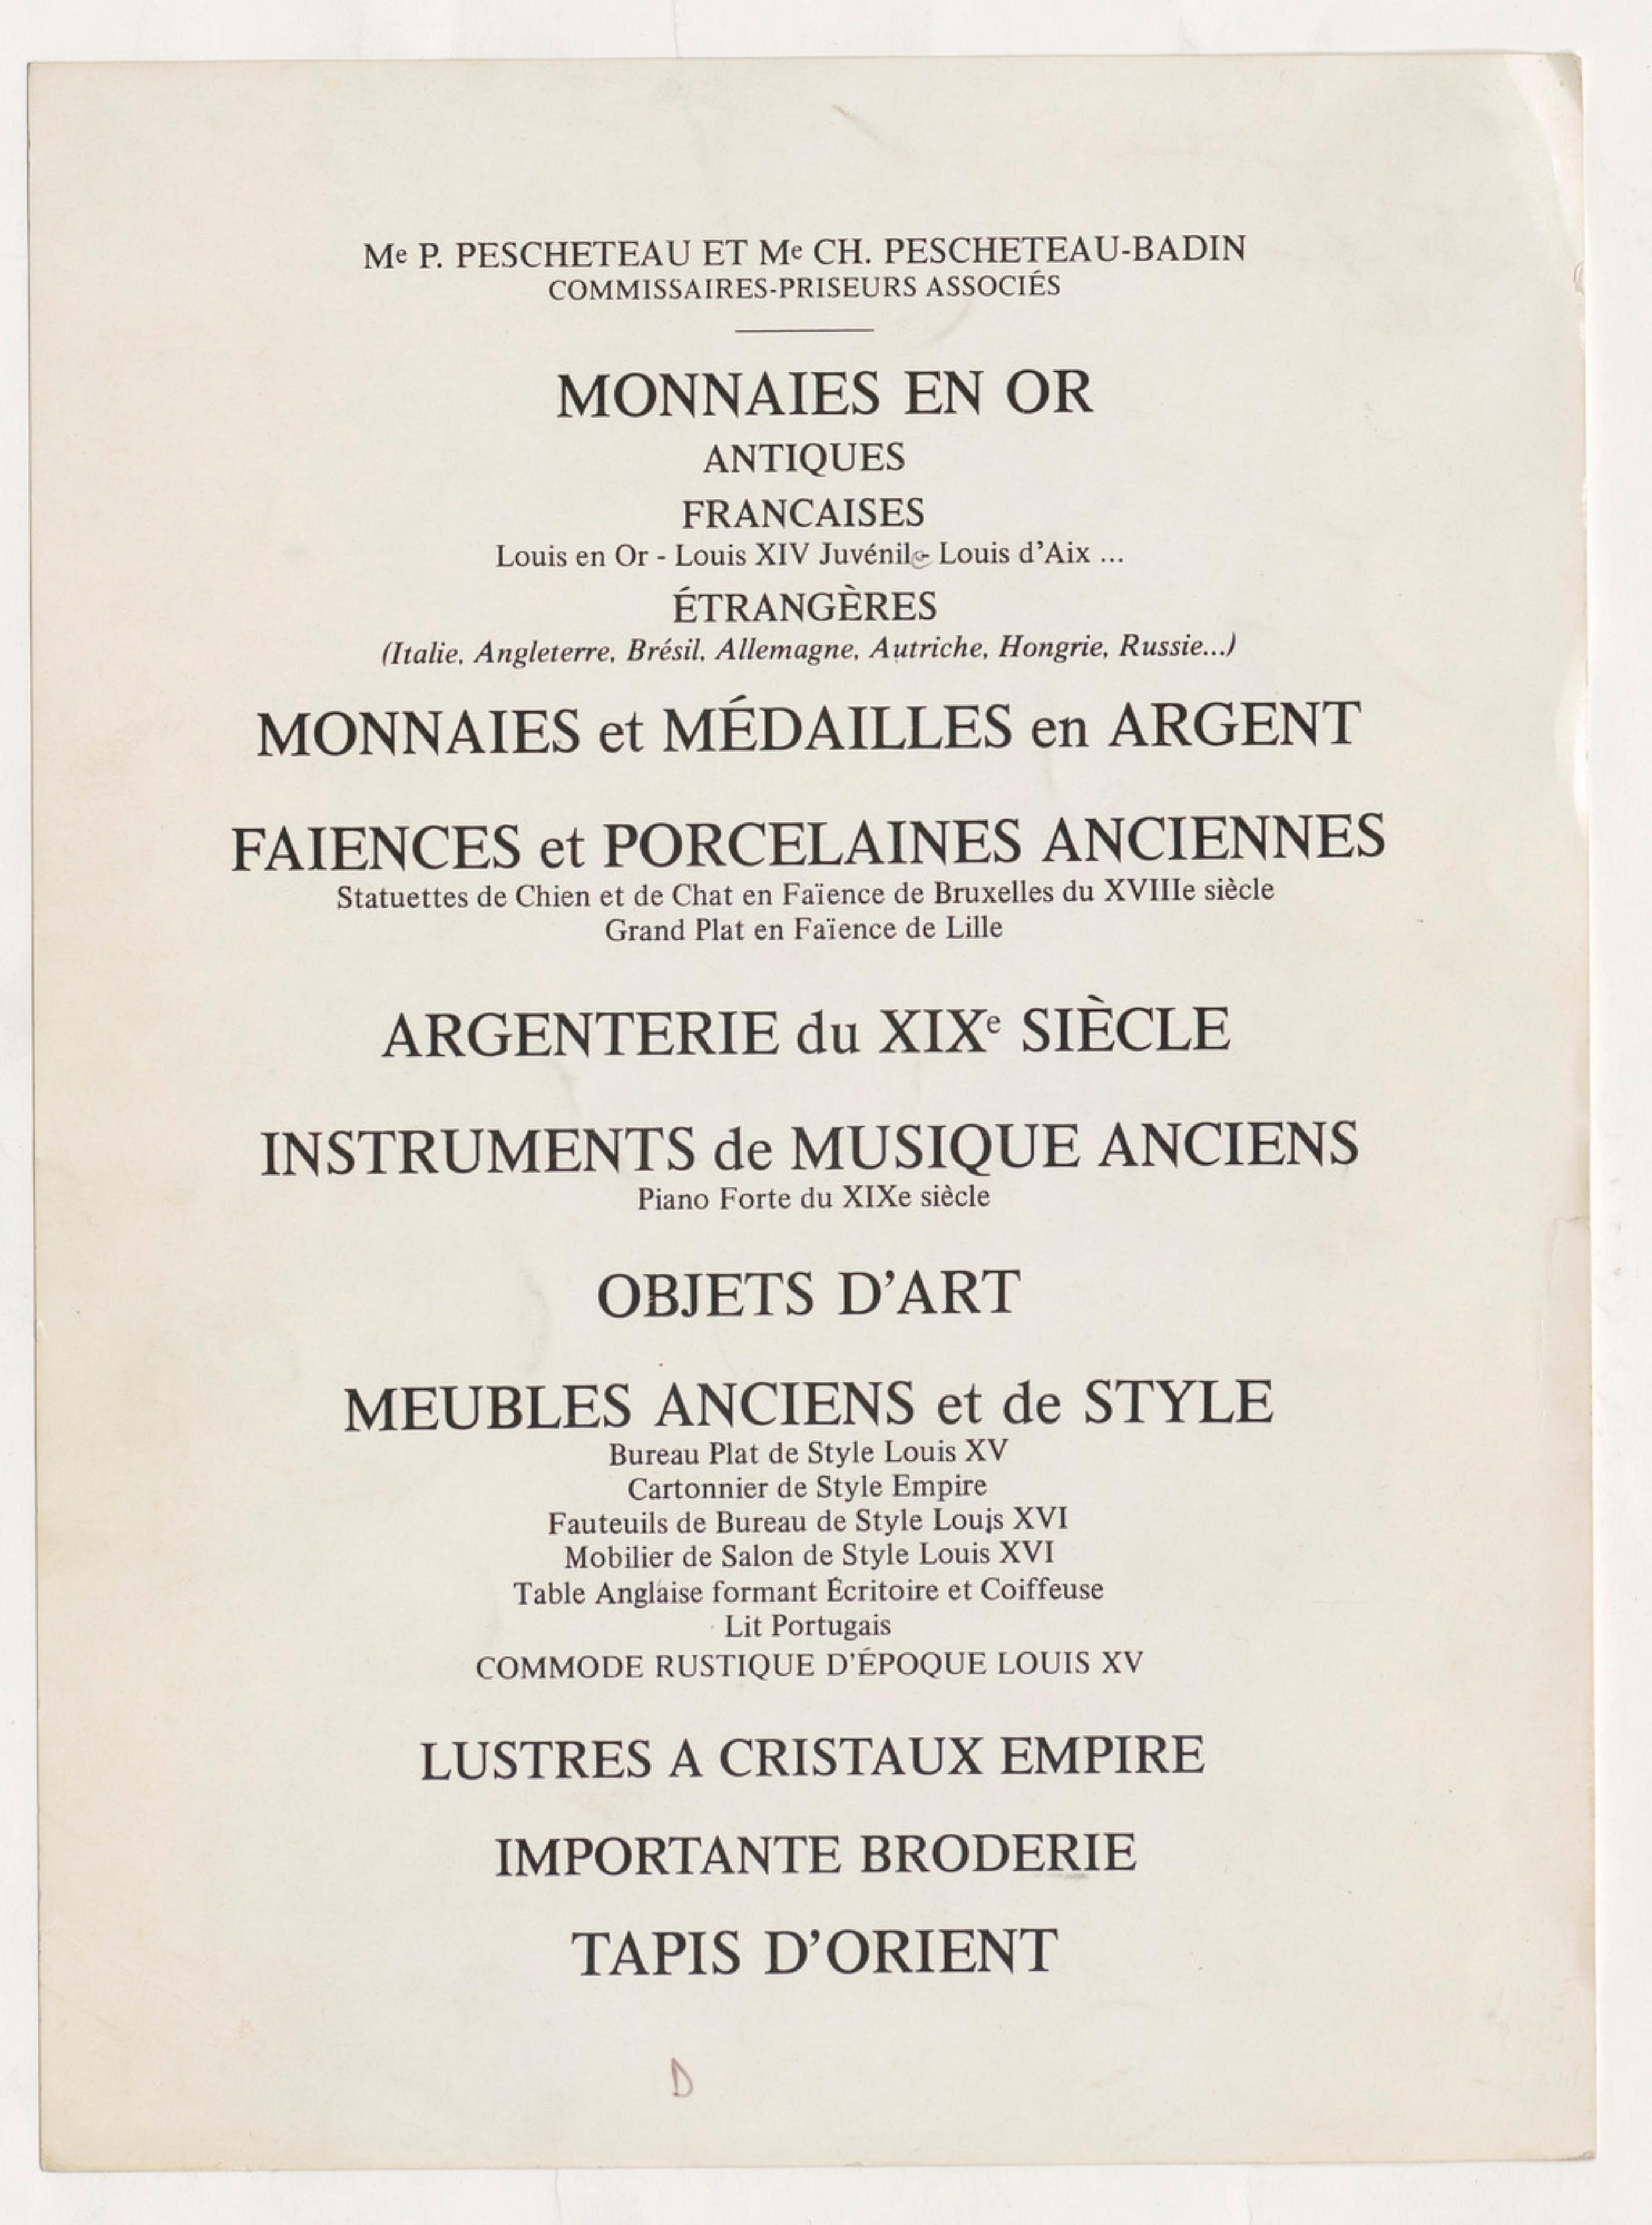 Me P. PESCHETEAU ET Me CH. PESCHETEAU-BADIN
COMMISSAIRES-PRISEURS ASSOCIÉS
MONNAIES EN OR
ANTIQUES
FRANCAISES
Louis en Or - Louis XIV Juvénile - Louis d'Aix ...
ÉTRANGÈRES
(Italie, Angleterre, Brésil, Allemagne, Autriche, Hongrie, Russie...)
MONNAIES et MÉDAILLES en ARGENT
FAIENCES et PORCELAINES ANCIENNES
Statuettes de Chien et de Chat en Faïence de Bruxelles du XVIIIe siècle
Grand Plat en Faïence de Lille
ARGENTERIE du XIXe SIÈCLE
INSTRUMENTS de MUSIQUE ANCIENS
Piano Forte du XIXe siècle
OBJETS D'ART
MEUBLES ANCIENS et de STYLE
Bureau Plat de Style Louis XV
Cartonnier de Style Empire
Fauteuils de Bureau de Style Louis XVI
Mobilier de Salon de Style Louis XVI
Table Anglaise formant Écritoire et Coiffeuse
Lit Portugais
COMMODE RUSTIQUE D'ÉPOQUE LOUIS XV
LUSTRES A CRISTAUX EMPIRE
IMPORTANTE BRODERIE
TAPIS D'ORIENT
D